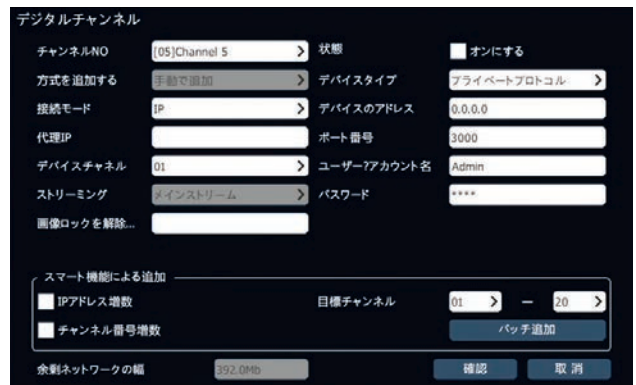 デジタルチャンネル
チャンネルNO [05]Channel 5 状態 オンにする
方式を追加する 手動で追加 デバイスタイプ プライベートプロトコル
接続モード IP デバイスのアドレス 0.0.0.0
代理IP ポート番号 3000
デバイスチャネル 01 ユーザー?アカウント名 Admin
ストリーミング メインストリーム パスワード ****
画像ロックを解除...
スマート機能による追加
IPアドレス増数 目標チャンネル 01 — 20
チャンネル番号増数 バッチ追加
余剰ネットワークの幅 392.0Mb 確認 取消